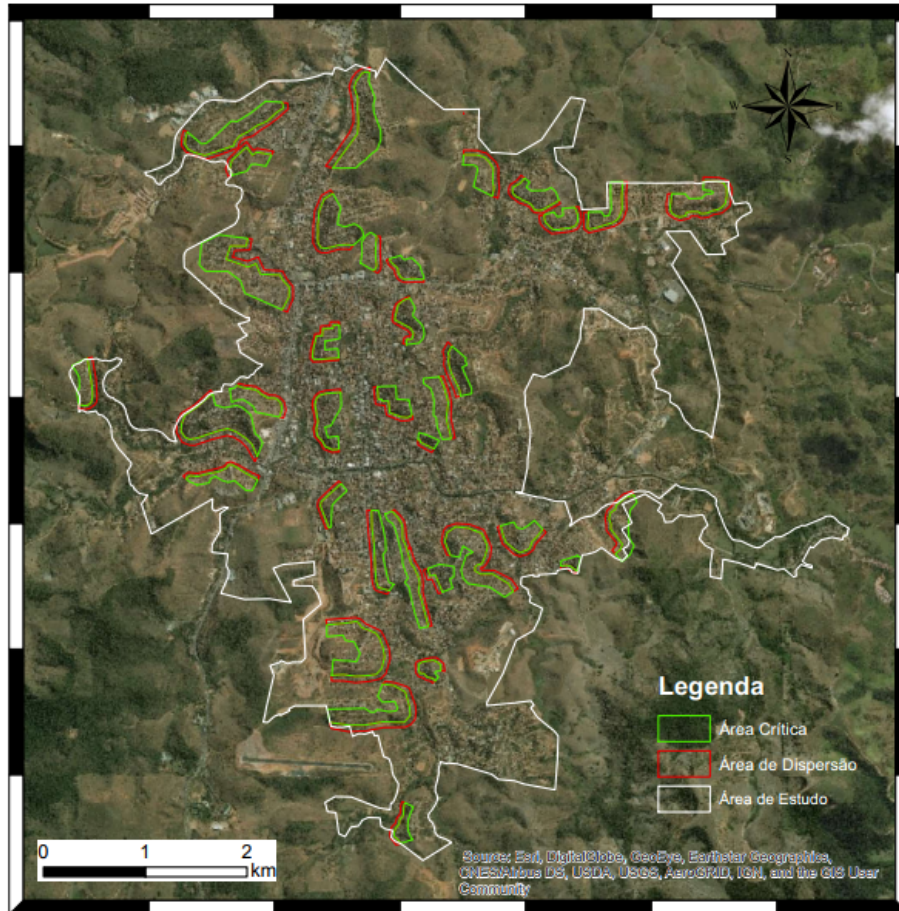 N
W
E
S
Legenda
Área Crítica
Área de Dispersão
Área de Estudo
0 1 2
km
Source: Esri, DigitalGlobe, GeoEye, Earthstar Geographics,
CNES/Airbus DS, USDA, USGS, AeroGRID, IGN, and the GIS User
Community